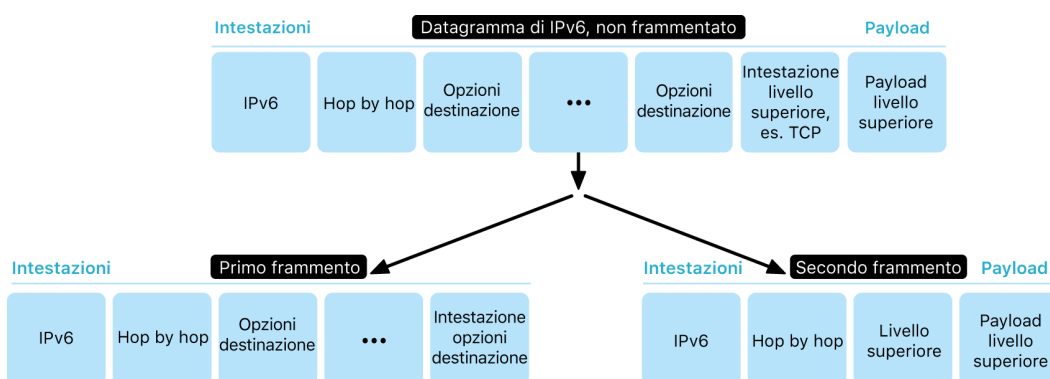 Intestazioni
Datagramma di IPv6, non frammentato
Payload
IPv6
Hop by hop
Opzioni
destinazione
•••
Opzioni
destinazione
Intestazione
livello
superiore,
es. TCP
Payload
livello
superiore
Intestazioni
Primo frammento
IPv6
Hop by hop
Opzioni
destinazione
•••
Intestazione
opzioni
destinazione
Intestazioni
Secondo frammento
Payload
IPv6
Hop by hop
Livello
superiore
Payload
livello
superiore